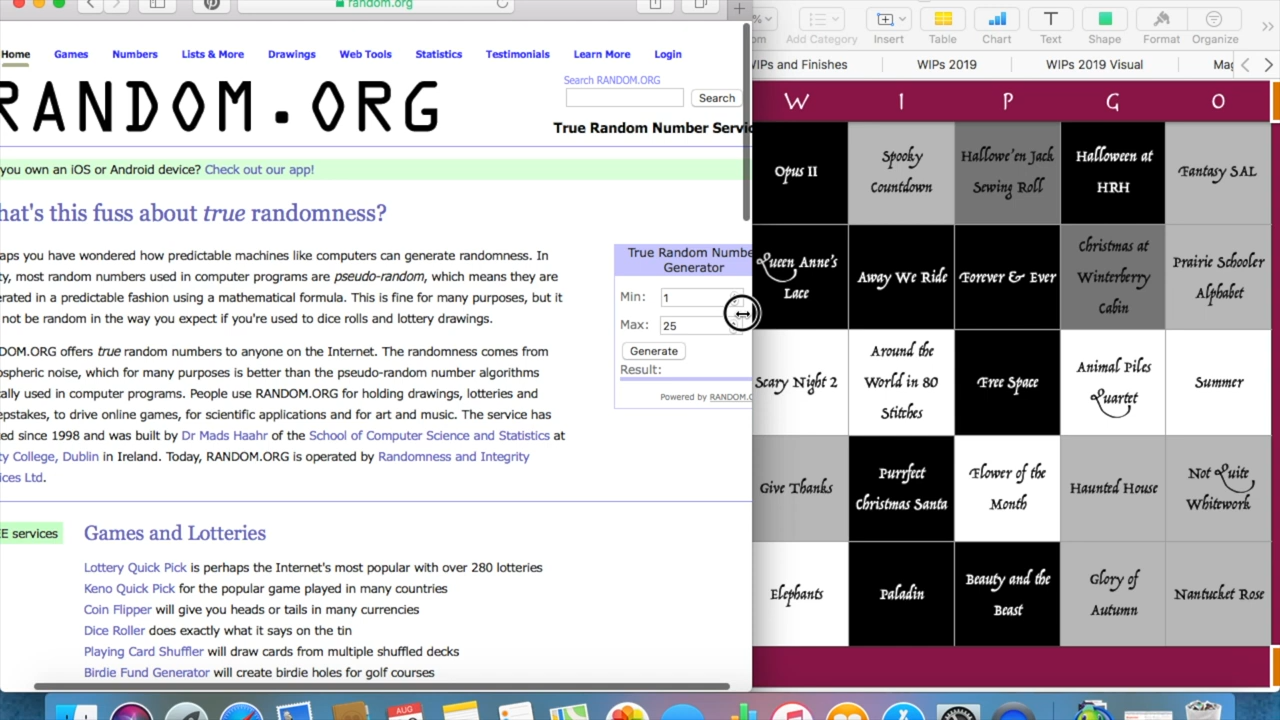 random.org
Home Games Numbers Lists & More Drawings Web Tools Statistics Testimonials Learn More Login
RANDOM.ORG
Search RANDOM.ORG
Search
True Random Number Servi
you own an iOS or Android device? Check out our app!
hat's this fuss about true randomness?
aps you have wondered how predictable machines like computers can generate randomness. In
ty, most random numbers used in computer programs are pseudo-random, which means they are
erated in a predictable fashion using a mathematical formula. This is fine for many purposes, but it
not be random in the way you expect if you're used to dice rolls and lottery drawings.
DOM.ORG offers true random numbers to anyone on the Internet. The randomness comes from
ospheric noise, which for many purposes is better than the pseudo-random number algorithms
cally used in computer programs. People use RANDOM.ORG for holding drawings, lotteries and
epstakes, to drive online games, for scientific applications and for art and music. The service has
ted since 1998 and was built by Dr Mads Haahr of the School of Computer Science and Statistics at
ty College, Dublin in Ireland. Today, RANDOM.ORG is operated by Randomness and Integrity
ices Ltd.
True Random Numbe
Generator
Min: 1
Max: 25
Generate
Result:
Powered by RANDOM.O
E services
Games and Lotteries
Lottery Quick Pick is perhaps the Internet's most popular with over 280 lotteries
Keno Quick Pick for the popular game played in many countries
Coin Flipper will give you heads or tails in many currencies
Dice Roller does exactly what it says on the tin
Playing Card Shuffler will draw cards from multiple shuffled decks
Birdie Fund Generator will create birdie holes for golf courses
%
om Add Category Insert Table Chart Text Shape Format Organize
IPs and Finishes WIPs 2019 WIPs 2019 Visual Mag
W I P G O
Opus II
Spooky
Countdown
Hallowe'en Jack
Sewing Roll
Halloween at
HRH
Fantasy SAL
Queen Anne's
Lace
Away We Ride
Forever & Ever
Christmas at
Winterberry
Cabin
Prairie Schooler
Alphabet
Scary Night 2
Around the
World in 80
Stitches
Free Space
Animal Piles
Quartet
Summer
Give Thanks
Purrfect
Christmas Santa
Flower of the
Month
Haunted House
Not Quite
Whitework
Elephants
Paladin
Beauty and the
Beast
Glory of
Autumn
Nantucket Rose
AUG